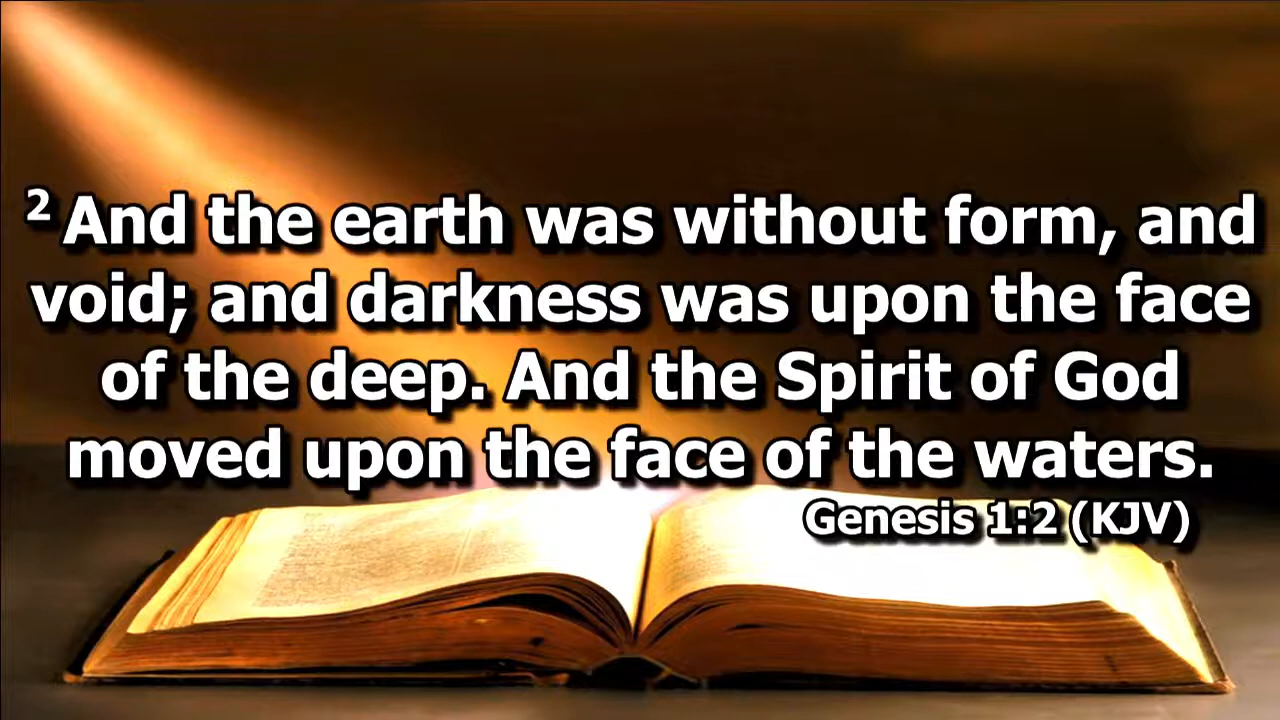 2 And the earth was without form, and
void; and darkness was upon the face
of the deep. And the Spirit of God
moved upon the face of the waters.
Genesis 1:2 (KJV)